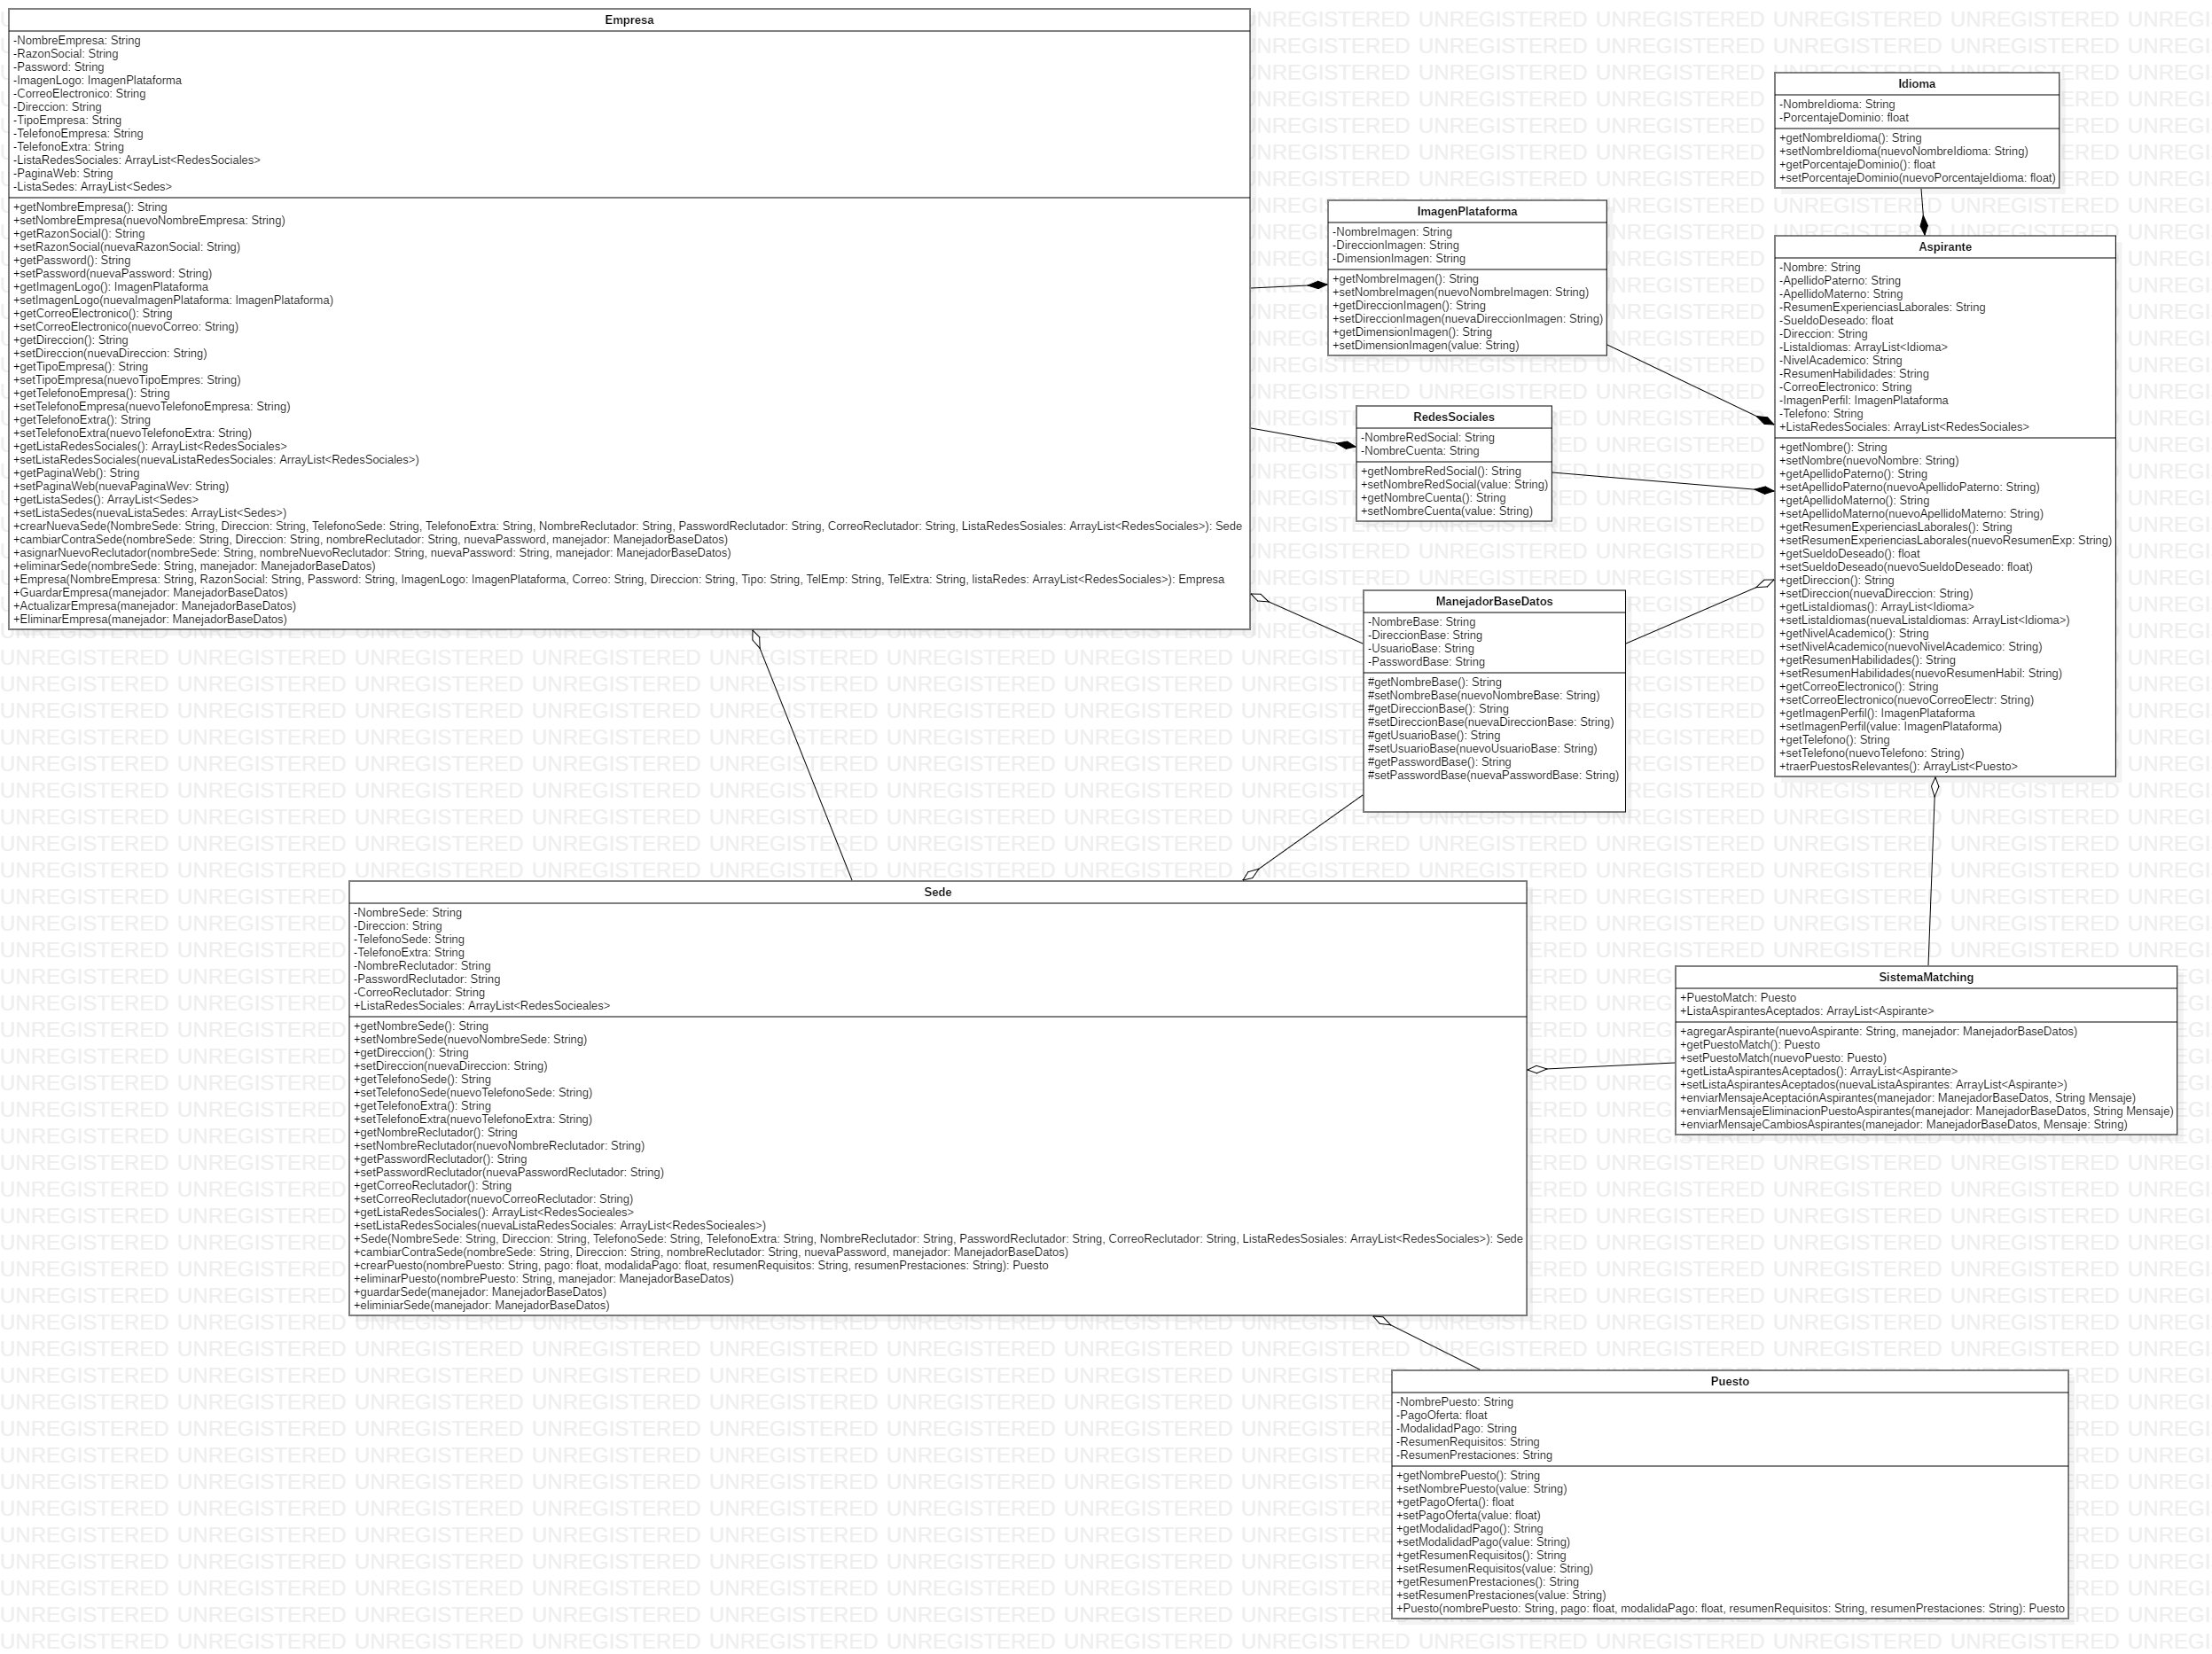 Empresa
-NombreEmpresa: String
-RazonSocial: String
-Password: String
-ImagenLogo: ImagenPlataforma
-CorreoElectronico: String
-Direccion: String
-TipoEmpresa: String
-TelefonoEmpresa: String
-TelefonoExtra: String
-ListaRedesSociales: ArrayList<RedesSociales>
-PaginaWeb: String
-ListaSedes: ArrayList<Sedes>
+getNombreEmpresa(): String
+setNombreEmpresa(nuevoNombreEmpresa: String)
+getRazonSocial(): String
+setRazonSocial(nuevaRazonSocial: String)
+getPassword(): String
+setPassword(nuevaPassword: String)
+getImagenLogo(): ImagenPlataforma
+setImagenLogo(nuevaImagenPlataforma: ImagenPlataforma)
+getCorreoElectronico(): String
+setCorreoElectronico(nuevoCorreo: String)
+getDireccion(): String
+setDireccion(nuevaDireccion: String)
+getTipoEmpresa(): String
+setTipoEmpresa(nuevoTipoEmpres: String)
+getTelefonoEmpresa(): String
+setTelefonoEmpresa(nuevoTelefonoEmpresa: String)
+getTelefonoExtra(): String
+setTelefonoExtra(nuevoTelefonoExtra: String)
+getListaRedesSociales(): ArrayList<RedesSociales>
+setListaRedesSociales(nuevaListaRedesSociales: ArrayList<RedesSociales>)
+getPaginaWeb(): String
+setPaginaWeb(nuevaPaginaWev: String)
+getListaSedes(): ArrayList<Sedes>
+setListaSedes(nuevaListaSedes: ArrayList<Sedes>)
+crearNuevaSede(NombreSede: String, Direccion: String, TelefonoSede: String, TelefonoExtra: String, NombreReclutador: String, PasswordReclutador: String, CorreoReclutador: String, ListaRedesSosiales: ArrayList<RedesSociales>): Sede
+cambiarContraSede(nombreSede: String, Direccion: String, nombreReclutador: String, nuevaPassword, manejador: ManejadorBaseDatos)
+asignarNuevoReclutador(nombreSede: String, nombreNuevoReclutador: String, nuevaPassword: String, manejador: ManejadorBaseDatos)
+eliminarSede(nombreSede: String, manejador: ManejadorBaseDatos)
+Empresa(NombreEmpresa: String, RazonSocial: String, Password: String, ImagenLogo: ImagenPlataforma, Correo: String, Direccion: String, Tipo: String, TelEmp: String, TelExtra: String, listaRedes: ArrayList<RedesSociales>): Empresa
+GuardarEmpresa(manejador: ManejadorBaseDatos)
+ActualizarEmpresa(manejador: ManejadorBaseDatos)
+EliminarEmpresa(manejador: ManejadorBaseDatos)
Idioma
-NombreIdioma: String
-PorcentajeDominio: float
+getNombreIdioma(): String
+setNombreIdioma(nuevoNombreIdioma: String)
+getPorcentajeDominio(): float
+setPorcentajeDominio(nuevoPorcentajeIdioma: float)
ImagenPlataforma
-NombreImagen: String
-DireccionImagen: String
-DimensionImagen: String
+getNombreImagen(): String
+setNombreImagen(nuevoNombreImagen: String)
+getDireccionImagen(): String
+setDireccionImagen(nuevaDireccionImagen: String)
+getDimensionImagen(): String
+setDimensionImagen(value: String)
RedesSociales
-NombreRedSocial: String
-NombreCuenta: String
+getNombreRedSocial(): String
+setNombreRedSocial(value: String)
+getNombreCuenta(): String
+setNombreCuenta(value: String)
Aspirante
-Nombre: String
-ApellidoPaterno: String
-ApellidoMaterno: String
-ResumenExperienciasLaborales: String
-SueldoDeseado: float
-Direccion: String
-ListaIdiomas: ArrayList<Idioma>
-NivelAcademico: String
-ResumenHabilidades: String
-CorreoElectronico: String
-ImagenPerfil: ImagenPlataforma
-Telefono: String
+ListaRedesSociales: ArrayList<RedesSociales>
+getNombre(): String
+setNombre(nuevoNombre: String)
+getApellidoPaterno(): String
+setApellidoPaterno(nuevoApellidoPaterno: String)
+getApellidoMaterno(): String
+setApellidoMaterno(nuevoApellidoMaterno: String)
+getResumenExperienciasLaborales(): String
+setResumenExperienciasLaborales(nuevoResumenExp: String)
+getSueldoDeseado(): float
+setSueldoDeseado(nuevoSueldoDeseado: float)
+getDireccion(): String
+setDireccion(nuevaDireccion: String)
+getListaIdiomas(): ArrayList<Idioma>
+setListaIdiomas(nuevaListaIdiomas: ArrayList<Idioma>)
+getNivelAcademico(): String
+setNivelAcademico(nuevoNivelAcademico: String)
+getResumenHabilidades(): String
+setResumenHabilidades(nuevoResumenHabil: String)
+getCorreoElectronico(): String
+setCorreoElectronico(nuevoCorreoElectr: String)
+getImagenPerfil(): ImagenPlataforma
+setImagenPerfil(value: ImagenPlataforma)
+getTelefono(): String
+setTelefono(nuevoTelefono: String)
+traerPuestosRelevantes(): ArrayList<Puesto>
ManejadorBaseDatos
-NombreBase: String
-DireccionBase: String
-UsuarioBase: String
-PasswordBase: String
#getNombreBase(): String
#setNombreBase(nuevoNombreBase: String)
#getDireccionBase(): String
#setDireccionBase(nuevaDireccionBase: String)
#getUsuarioBase(): String
#setUsuarioBase(nuevoUsuarioBase: String)
#getPasswordBase(): String
#setPasswordBase(nuevaPasswordBase: String)
Sede
-NombreSede: String
-Direccion: String
-TelefonoSede: String
-TelefonoExtra: String
-NombreReclutador: String
-PasswordReclutador: String
-CorreoReclutador: String
+ListaRedesSociales: ArrayList<RedesSocieales>
+getNombreSede(): String
+setNombreSede(nuevoNombreSede: String)
+getDireccion(): String
+setDireccion(nuevaDireccion: String)
+getTelefonoSede(): String
+setTelefonoSede(nuevoTelefonoSede: String)
+getTelefonoExtra(): String
+setTelefonoExtra(nuevoTelefonoExtra: String)
+getNombreReclutador(): String
+setNombreReclutador(nuevoNombreReclutador: String)
+getPasswordReclutador(): String
+setPasswordReclutador(nuevaPasswordReclutador: String)
+getCorreoReclutador(): String
+setCorreoReclutador(nuevoCorreoReclutador: String)
+getListaRedesSociales(): ArrayList<RedesSocieales>
+setListaRedesSociales(nuevaListaRedesSociales: ArrayList<RedesSocieales>)
+Sede(NombreSede: String, Direccion: String, TelefonoSede: String, TelefonoExtra: String, NombreReclutador: String, PasswordReclutador: String, CorreoReclutador: String, ListaRedesSosiales: ArrayList<RedesSociales>): Sede
+cambiarContraSede(nombreSede: String, Direccion: String, nombreReclutador: String, nuevaPassword, manejador: ManejadorBaseDatos)
+crearPuesto(nombrePuesto: String, pago: float, modalidaPago: float, resumenRequisitos: String, resumenPrestaciones: String): Puesto
+eliminarPuesto(nombrePuesto: String, manejador: ManejadorBaseDatos)
+guardarSede(manejador: ManejadorBaseDatos)
+eliminiarSede(manejador: ManejadorBaseDatos)
SistemaMatching
+PuestoMatch: Puesto
+ListaAspirantesAceptados: ArrayList<Aspirante>
+agregarAspirante(nuevoAspirante: String, manejador: ManejadorBaseDatos)
+getPuestoMatch(): Puesto
+setPuestoMatch(nuevoPuesto: Puesto)
+getListaAspirantesAceptados(): ArrayList<Aspirante>
+setListaAspirantesAceptados(nuevaListaAspirantes: ArrayList<Aspirante>)
+enviarMensajeAceptaciónAspirantes(manejador: ManejadorBaseDatos, String Mensaje)
+enviarMensajeEliminacionPuestoAspirantes(manejador: ManejadorBaseDatos, String Mensaje)
+enviarMensajeCambiosAspirantes(manejador: ManejadorBaseDatos, Mensaje: String)
Puesto
-NombrePuesto: String
-PagoOferta: float
-ModalidadPago: String
-ResumenRequisitos: String
-ResumenPrestaciones: String
+getNombrePuesto(): String
+setNombrePuesto(value: String)
+getPagoOferta(): float
+setPagoOferta(value: float)
+getModalidadPago(): String
+setModalidadPago(value: String)
+getResumenRequisitos(): String
+setResumenRequisitos(value: String)
+getResumenPrestaciones(): String
+setResumenPrestaciones(value: String)
+Puesto(nombrePuesto: String, pago: float, modalidaPago: float, resumenRequisitos: String, resumenPrestaciones: String): Puesto
UNREGISTERED